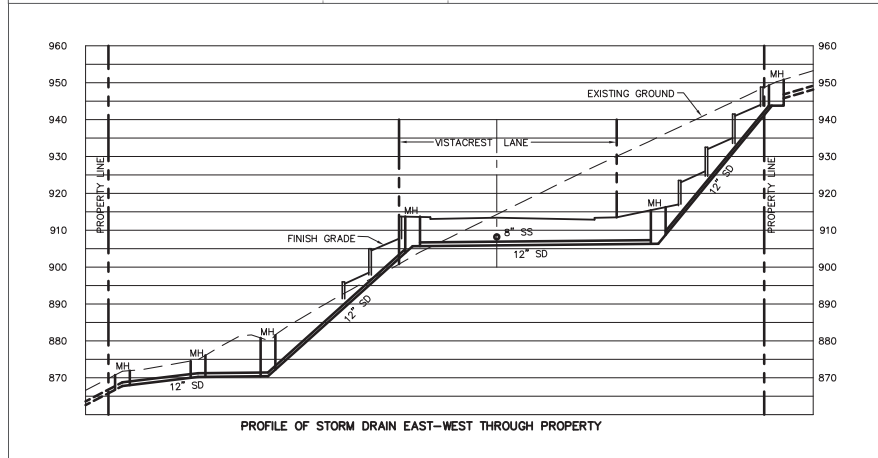 960
960
MH
950
950
EXISTING GROUND
940
940
VISTACREST LANE
930
930
PROPERTY LINE
PROPERTY LINE
12" SD
920
920
MH
MH
910
910
FINISH GRADE
8" SS
900
900
12" SD
890
890
12" SD
880
880
MH
MH
MH
870
870
12" SD
PROFILE OF STORM DRAIN EAST-WEST THROUGH PROPERTY